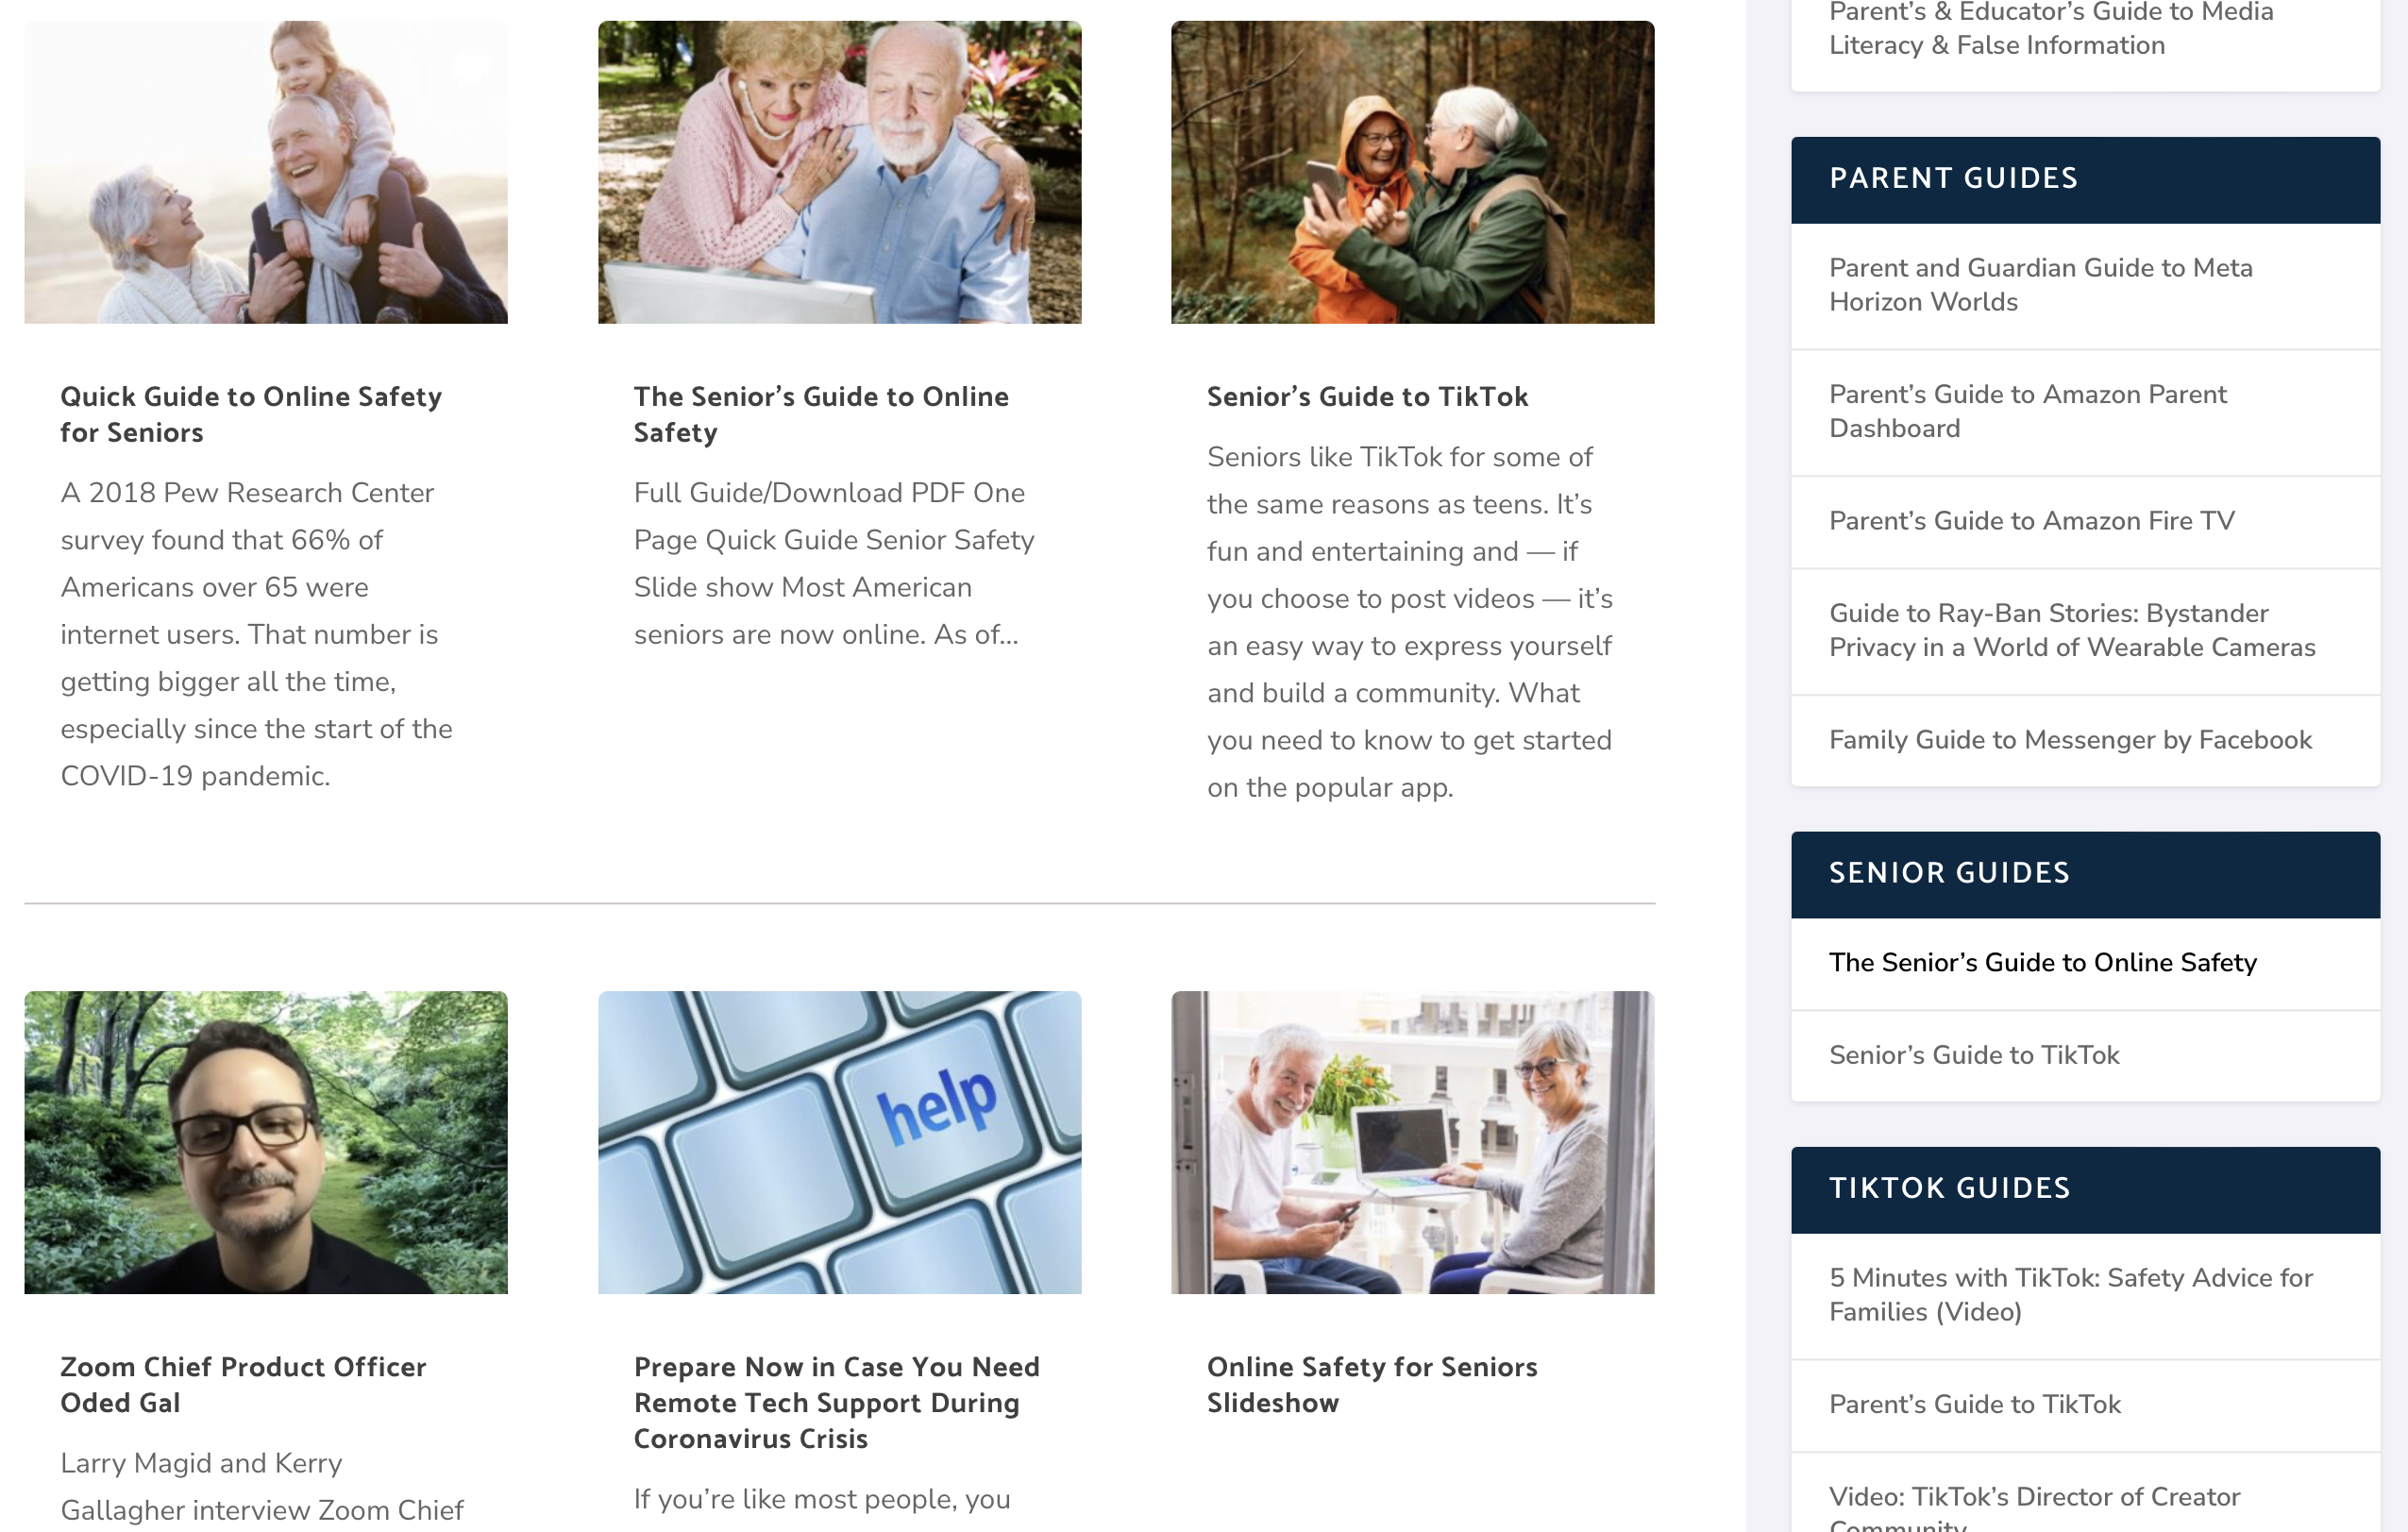 Quick Guide to Online Safety
for Seniors
A 2018 Pew Research Center
survey found that 66% of
Americans over 65 were
internet users. That number is
getting bigger all the time,
especially since the start of the
COVID-19 pandemic.
The Senior’s Guide to Online
Safety
Full Guide/Download PDF One
Page Quick Guide Senior Safety
Slide show Most American
seniors are now online. As of...
Senior’s Guide to TikTok
Seniors like TikTok for some of
the same reasons as teens. It’s
fun and entertaining and — if
you choose to post videos — it’s
an easy way to express yourself
and build a community. What
you need to know to get started
on the popular app.
help
Zoom Chief Product Officer
Oded Gal
Larry Magid and Kerry
Gallagher interview Zoom Chief
Prepare Now in Case You Need
Remote Tech Support During
Coronavirus Crisis
If you’re like most people, you
Online Safety for Seniors
Slideshow
Parent’s & Educator’s Guide to Media
Literacy & False Information
PARENT GUIDES
Parent and Guardian Guide to Meta
Horizon Worlds
Parent’s Guide to Amazon Parent
Dashboard
Parent’s Guide to Amazon Fire TV
Guide to Ray-Ban Stories: Bystander
Privacy in a World of Wearable Cameras
Family Guide to Messenger by Facebook
SENIOR GUIDES
The Senior’s Guide to Online Safety
Senior’s Guide to TikTok
TIKTOK GUIDES
5 Minutes with TikTok: Safety Advice for
Families (Video)
Parent’s Guide to TikTok
Video: TikTok’s Director of Creator
Community